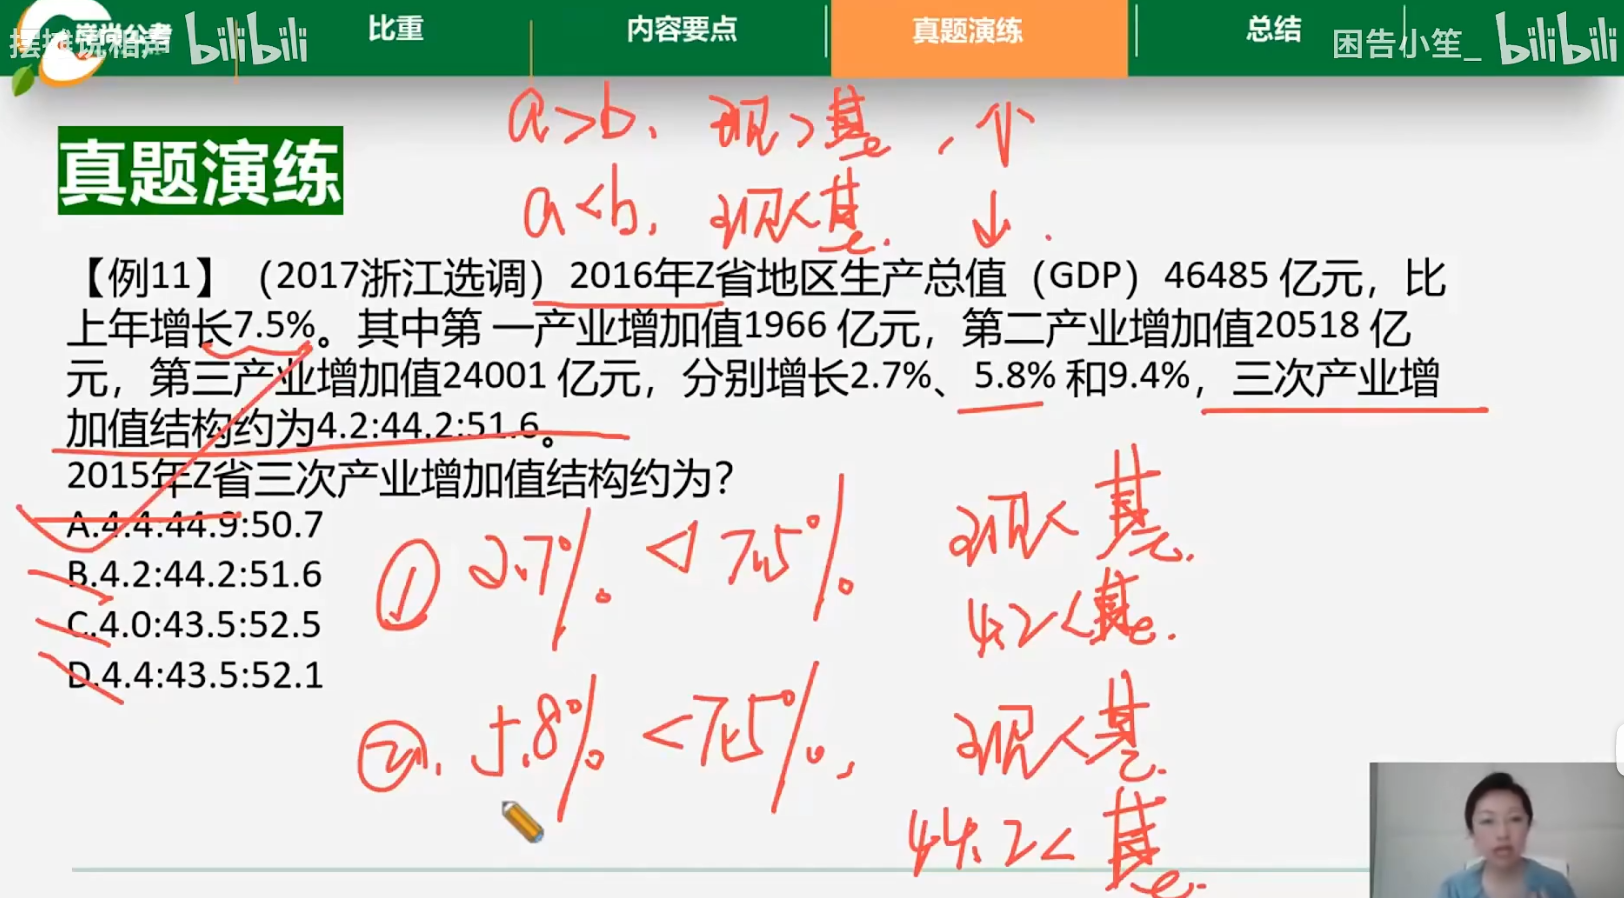 摆摊说相声 bilibili
比重
内容要点
真题演练
总结
困告小笙_ bilibili
a>b、现>基,↑
a<b,现<基 ↓.
真题演练
【例11】(2017浙江选调)2016年Z省地区生产总值(GDP)46485 亿元,比
上年增长7.5%。其中第 一产业增加值1966 亿元,第二产业增加值20518 亿
元,第三产业增加值24001 亿元,分别增长2.7%、5.8% 和9.4%,三次产业增
加值结构约为4.2:44.2:51.6。
2015年Z省三次产业增加值结构约为?
A.4.4:44.9:50.7
B.4.2:44.2:51.6
C.4.0:43.5:52.5
D.4.4:43.5:52.1
① 2.7% < 7.5% 现<基.
4.2<基.
②. 5.8% <7.5%, 现<基.
44.2<基.